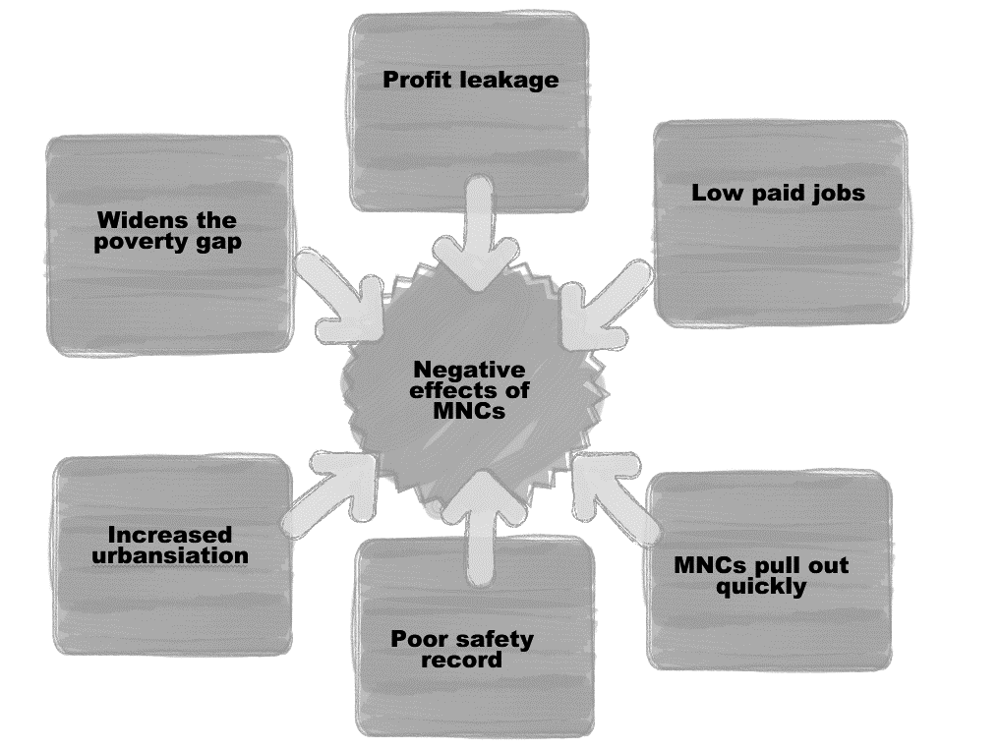 Profit leakage
Low paid jobs
Widens the
poverty gap
Negative
effects of
MNCs
Increased
urbansiation
MNCs pull out
quickly
Poor safety
record